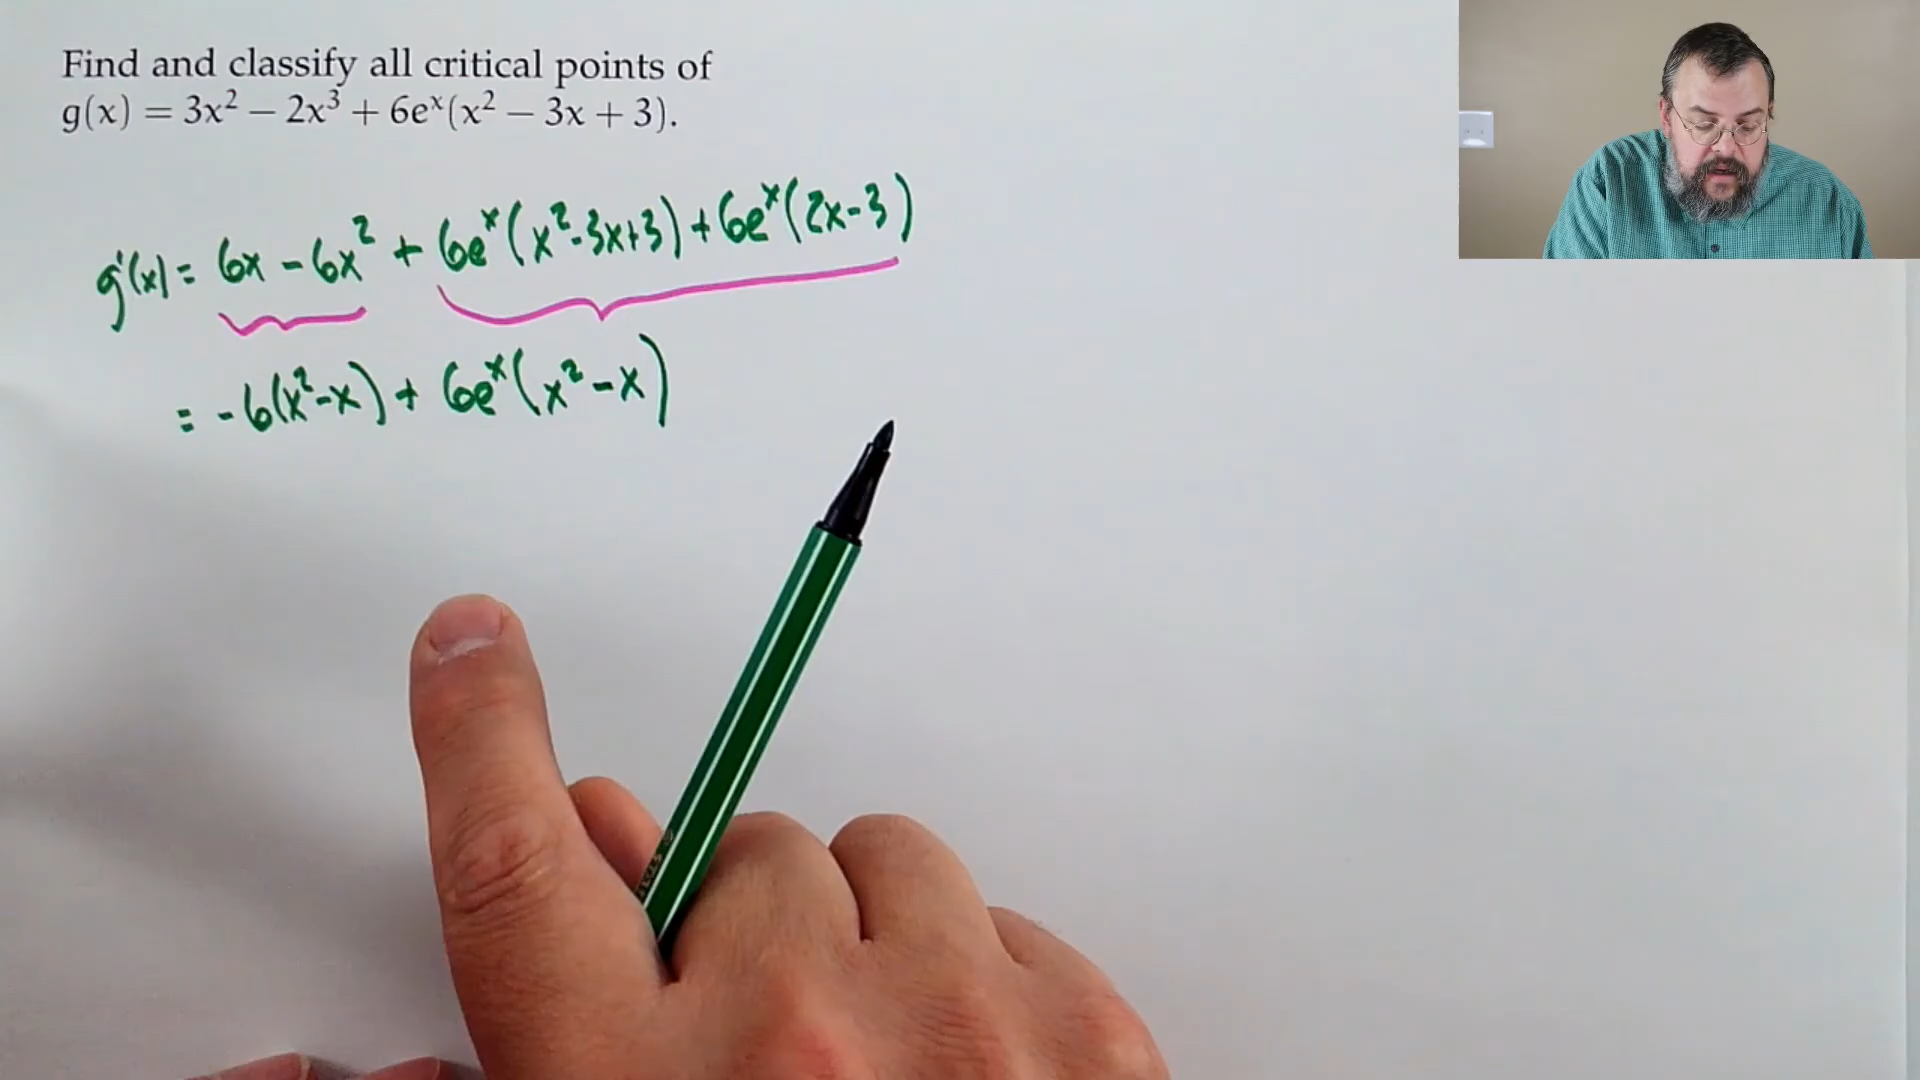 Find and classify all critical points of
g(x) = 3x² − 2x³ + 6eˣ(x² − 3x + 3).
g'(x) = 6x - 6x² + 6eˣ(x²-3x+3) + 6eˣ(2x-3)
= -6(x²-x) + 6eˣ(x²-x)